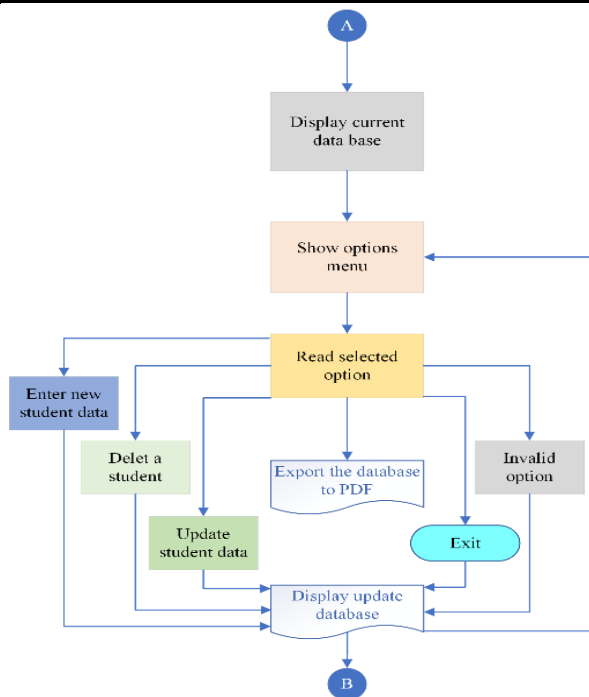 A
Display current
data base
Show options
menu
Read selected
option
Enter new
student data
Delet a
student
Update
student data
Export the database
to PDF
Exit
Invalid
option
Display update
database
B